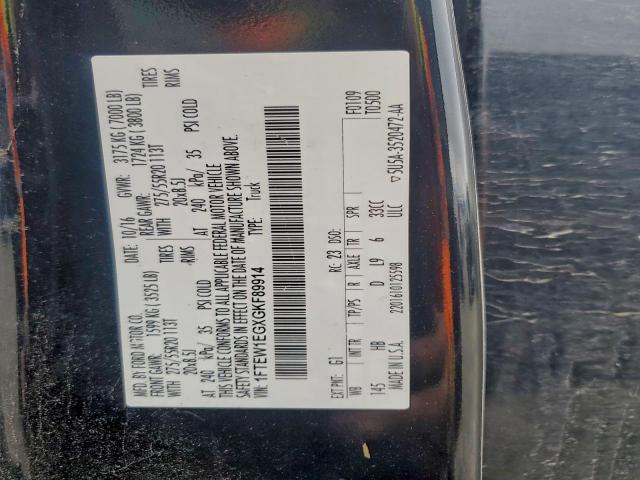 MFD. BY FORD MOTOR CO. DATE: 10/16 GVWR: 3175 KG ( 7000 LB)
FRONT GAWR: 1599 KG ( 3525 LB) REAR GAWR: 1724 KG ( 3800 LB)
WITH 275/55R20 113T TIRES WITH 275/55R20 113T TIRES
20x8.5J RIMS 20x8.5J RIMS
AT 240 kPa/ 35 PSI COLD AT 240 kPa/ 35 PSI COLD
THIS VEHICLE CONFORMS TO ALL APPLICABLE FEDERAL MOTOR VEHICLE
SAFETY STANDARDS IN EFFECT ON THE DATE OF MANUFACTURE SHOWN ABOVE.
VIN: 1FTEW1EGXGKF89914 TYPE: Truck
EXT PNT: G1 RC: 23 DSO: F0109
WB INT TR TP/PS R AXLE TR SPR T0500
145 HB D L9 6 33CC
MADE IN U.S.A. 2201610125598 ULC ▽5U5A-3520472-AA